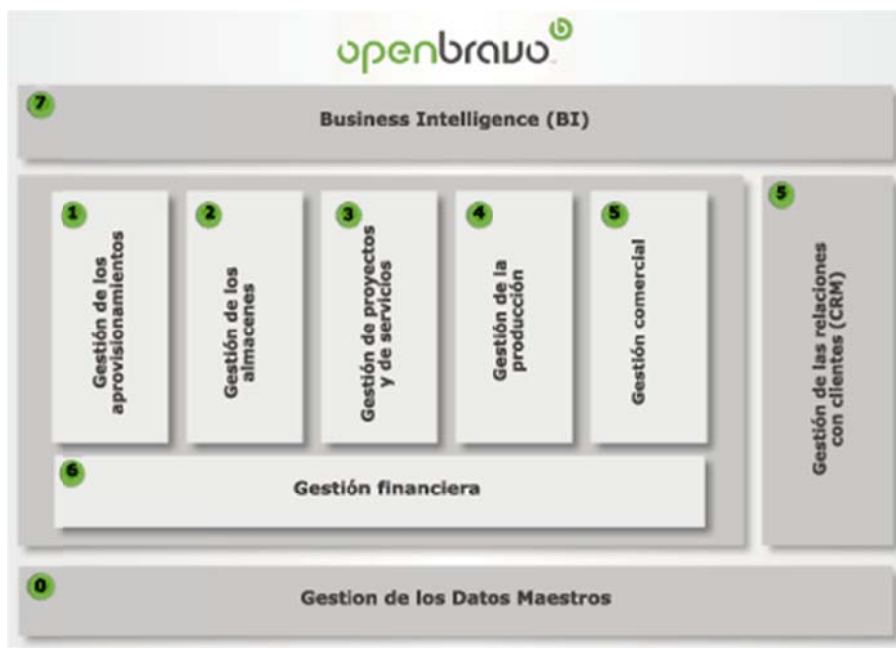 openbravo
b
7
Business Intelligence (BI)
1
Gestión de los
aprovisionamientos
2
Gestión de los
almacenes
3
Gestión de proyectos
y de servicios
4
Gestión de la
producción
5
Gestión comercial
5
Gestión de las relaciones
con clientes (CRM)
6
Gestión financiera
0
Gestion de los Datos Maestros